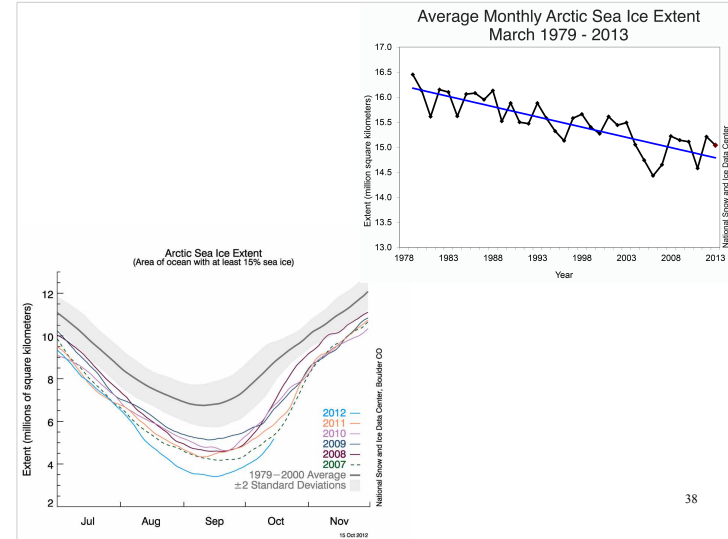 Average Monthly Arctic Sea Ice Extent
March 1979 - 2013
17.0
16.5
16.0
15.5
15.0
14.5
14.0
13.5
13.0
Extent (million square kilometers)
1978 1983 1988 1993 1998 2003 2008 2013
Year
National Snow and Ice Data Center
Arctic Sea Ice Extent
(Area of ocean with at least 15% sea ice)
12
10
8
6
4
2
Extent (millions of square kilometers)
2012
2011
2010
2009
2008
2007
1979−2000 Average
±2 Standard Deviations
Jul Aug Sep Oct Nov
National Snow and Ice Data Center, Boulder CO
15 Oct 2012
38